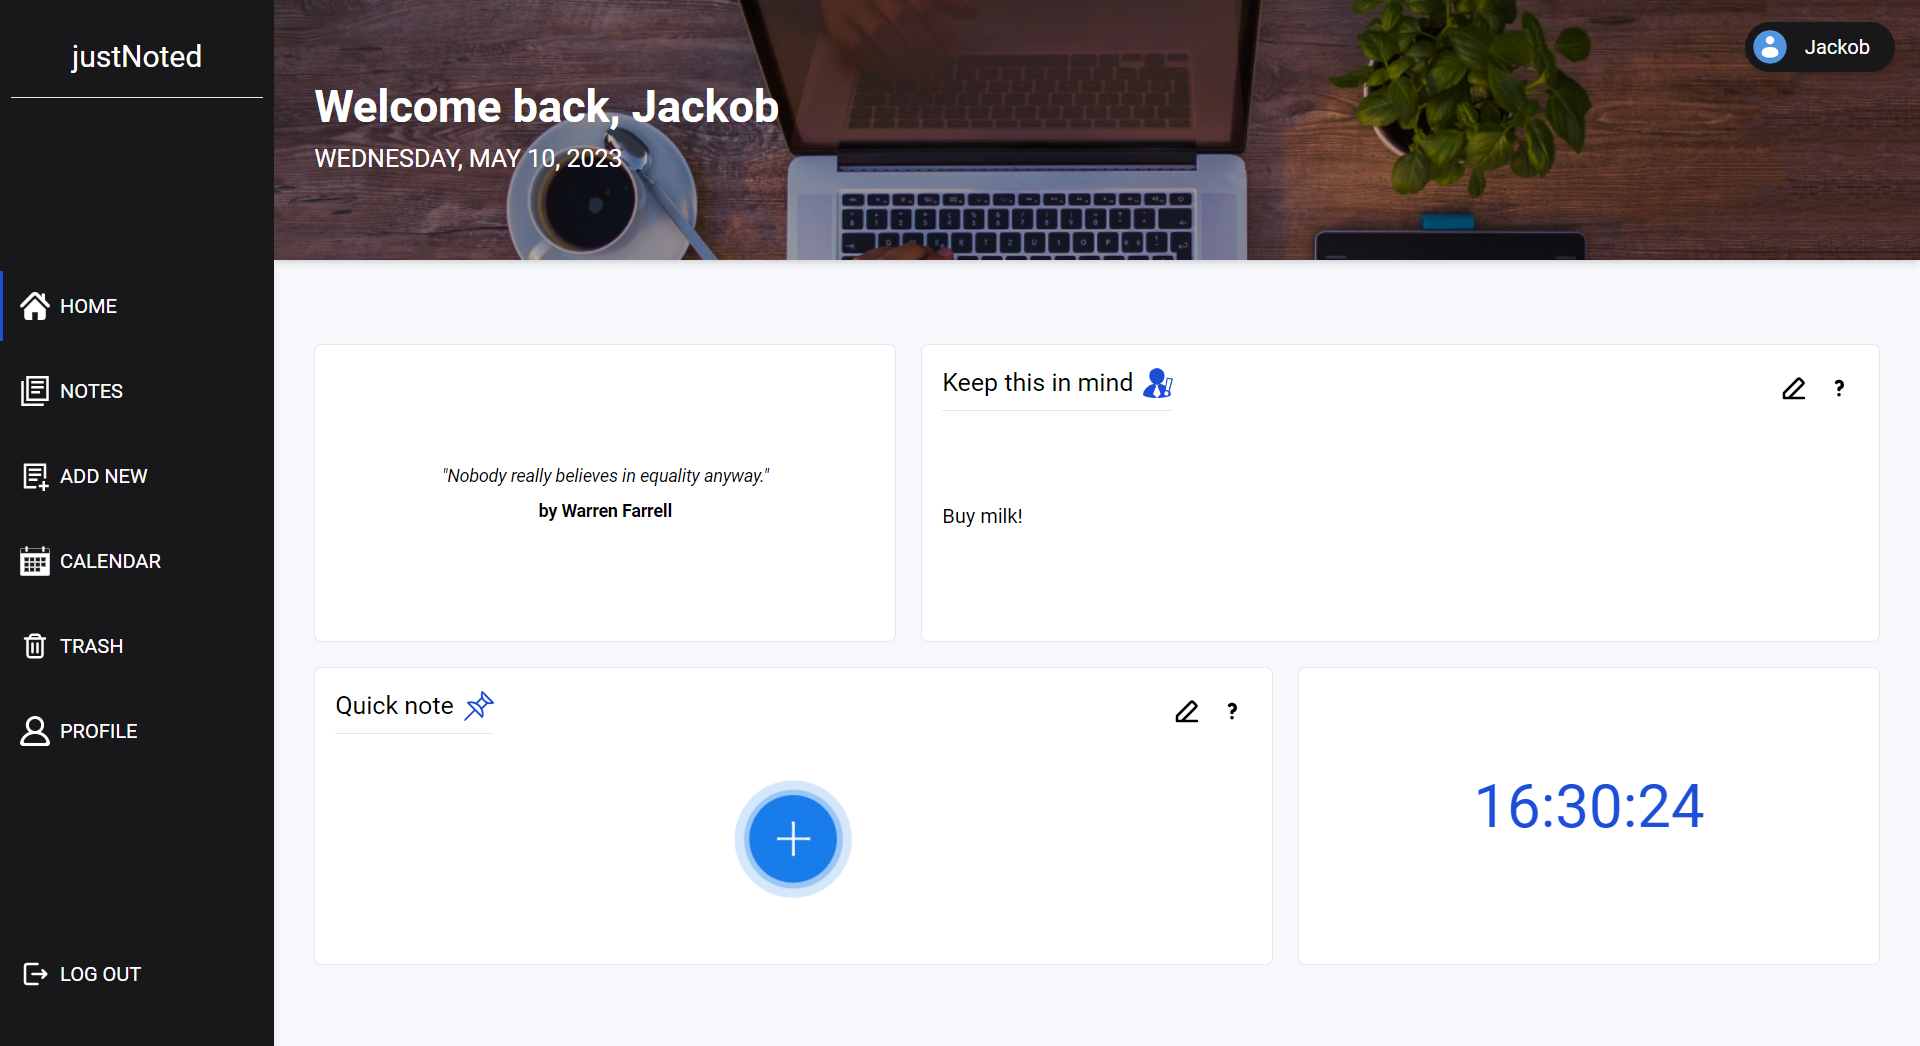 justNoted
HOME
NOTES
ADD NEW
CALENDAR
TRASH
PROFILE
LOG OUT
Jackob
Welcome back, Jackob
WEDNESDAY, MAY 10, 2023
"Nobody really believes in equality anyway."
by Warren Farrell
Keep this in mind
?
Buy milk!
Quick note
?
16:30:24